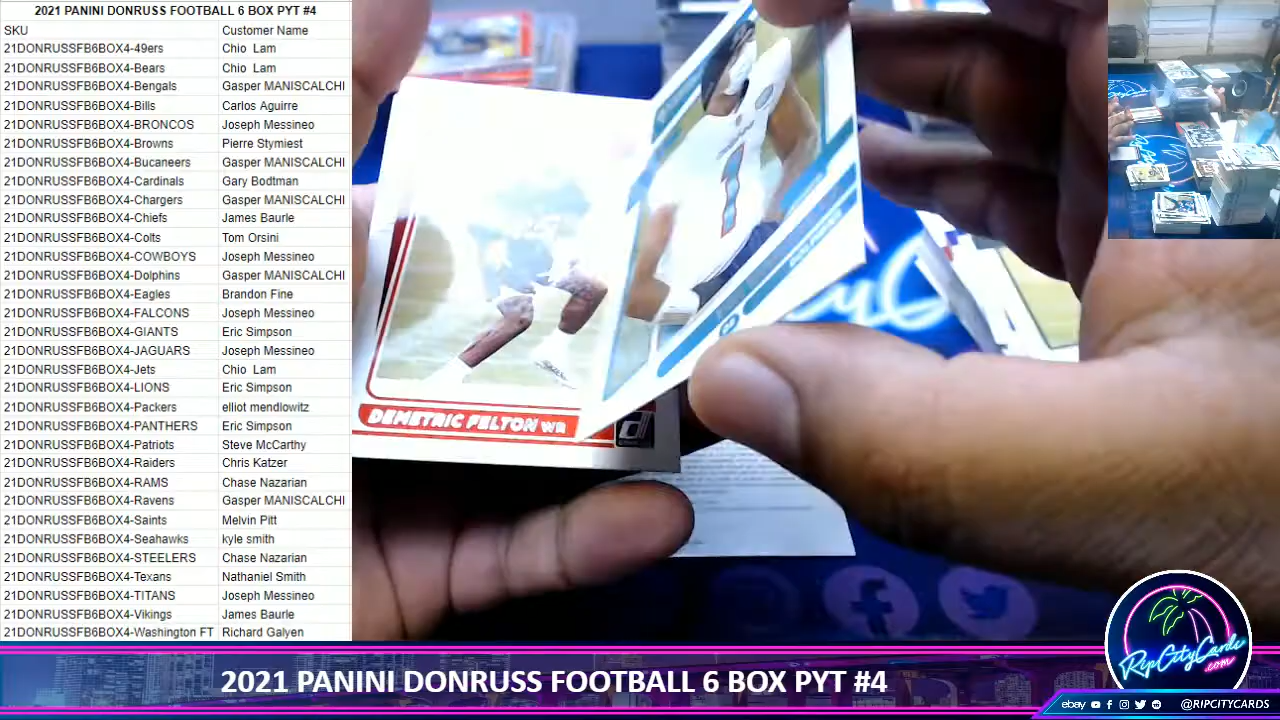 2021 PANINI DONRUSS FOOTBALL 6 BOX PYT #4
SKU Customer Name
21DONRUSSFB6BOX4-49ers Chio Lam
21DONRUSSFB6BOX4-Bears Chio Lam
21DONRUSSFB6BOX4-Bengals Gasper MANISCALCHI
21DONRUSSFB6BOX4-Bills Carlos Aguirre
21DONRUSSFB6BOX4-BRONCOS Joseph Messineo
21DONRUSSFB6BOX4-Browns Pierre Stymiest
21DONRUSSFB6BOX4-Bucaneers Gasper MANISCALCHI
21DONRUSSFB6BOX4-Cardinals Gary Bodtman
21DONRUSSFB6BOX4-Chargers Gasper MANISCALCHI
21DONRUSSFB6BOX4-Chiefs James Baurle
21DONRUSSFB6BOX4-Colts Tom Orsini
21DONRUSSFB6BOX4-COWBOYS Joseph Messineo
21DONRUSSFB6BOX4-Dolphins Gasper MANISCALCHI
21DONRUSSFB6BOX4-Eagles Brandon Fine
21DONRUSSFB6BOX4-FALCONS Joseph Messineo
21DONRUSSFB6BOX4-GIANTS Eric Simpson
21DONRUSSFB6BOX4-JAGUARS Joseph Messineo
21DONRUSSFB6BOX4-Jets Chio Lam
21DONRUSSFB6BOX4-LIONS Eric Simpson
21DONRUSSFB6BOX4-Packers elliot mendlowitz
21DONRUSSFB6BOX4-PANTHERS Eric Simpson
21DONRUSSFB6BOX4-Patriots Steve McCarthy
21DONRUSSFB6BOX4-Raiders Chris Katzer
21DONRUSSFB6BOX4-RAMS Chase Nazarian
21DONRUSSFB6BOX4-Ravens Gasper MANISCALCHI
21DONRUSSFB6BOX4-Saints Melvin Pitt
21DONRUSSFB6BOX4-Seahawks kyle smith
21DONRUSSFB6BOX4-STEELERS Chase Nazarian
21DONRUSSFB6BOX4-Texans Nathaniel Smith
21DONRUSSFB6BOX4-TITANS Joseph Messineo
21DONRUSSFB6BOX4-Vikings James Baurle
21DONRUSSFB6BOX4-Washington FT Richard Galyen
DEMETRIC FELTON WR
RipCityCards
.com
2021 PANINI DONRUSS FOOTBALL 6 BOX PYT #4
ebay @RIPCITYCARDS